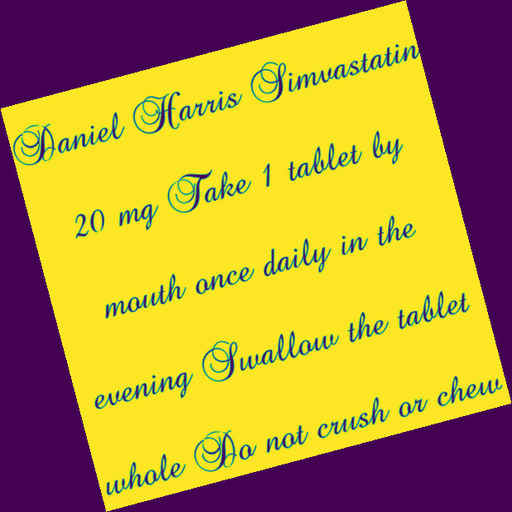 Daniel Harris Simvastatin
20 mg Take 1 tablet by
mouth once daily in the
evening Swallow the tablet
whole Do not crush or chew